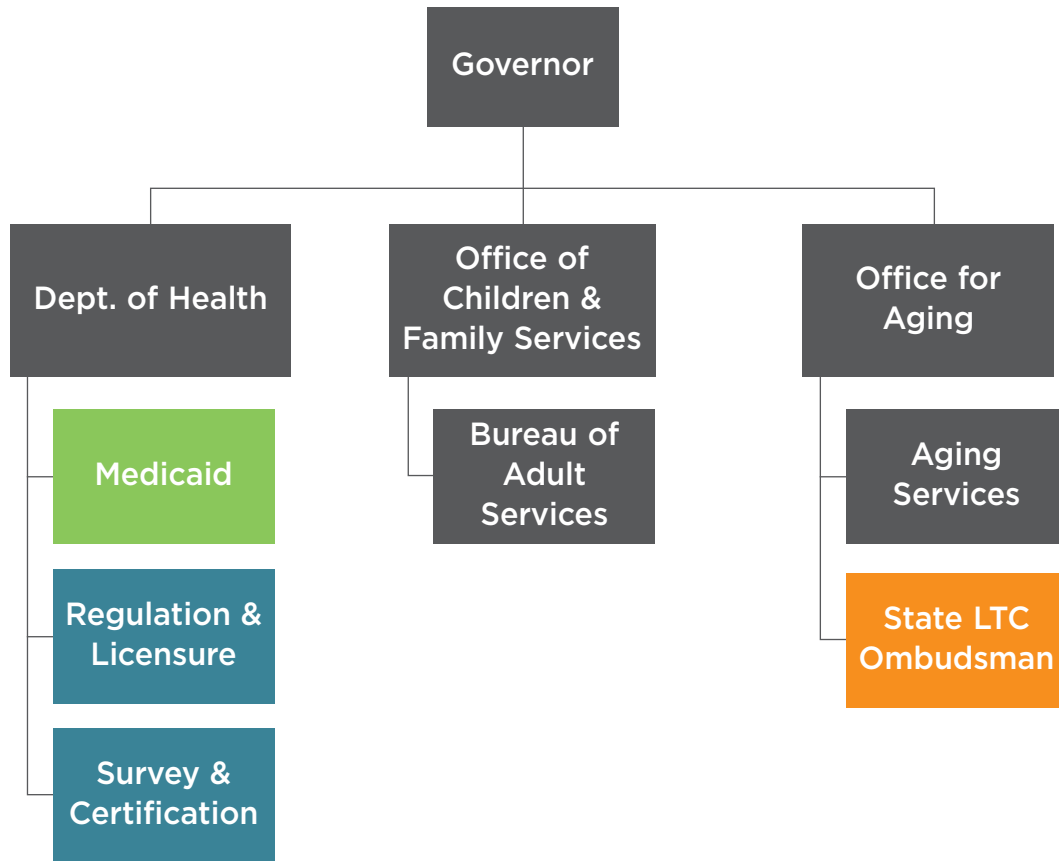 Governor
Dept. of Health
Office of
Children &
Family Services
Office for
Aging
Medicaid
Bureau of
Adult
Services
Aging
Services
Regulation &
Licensure
State LTC
Ombudsman
Survey &
Certification